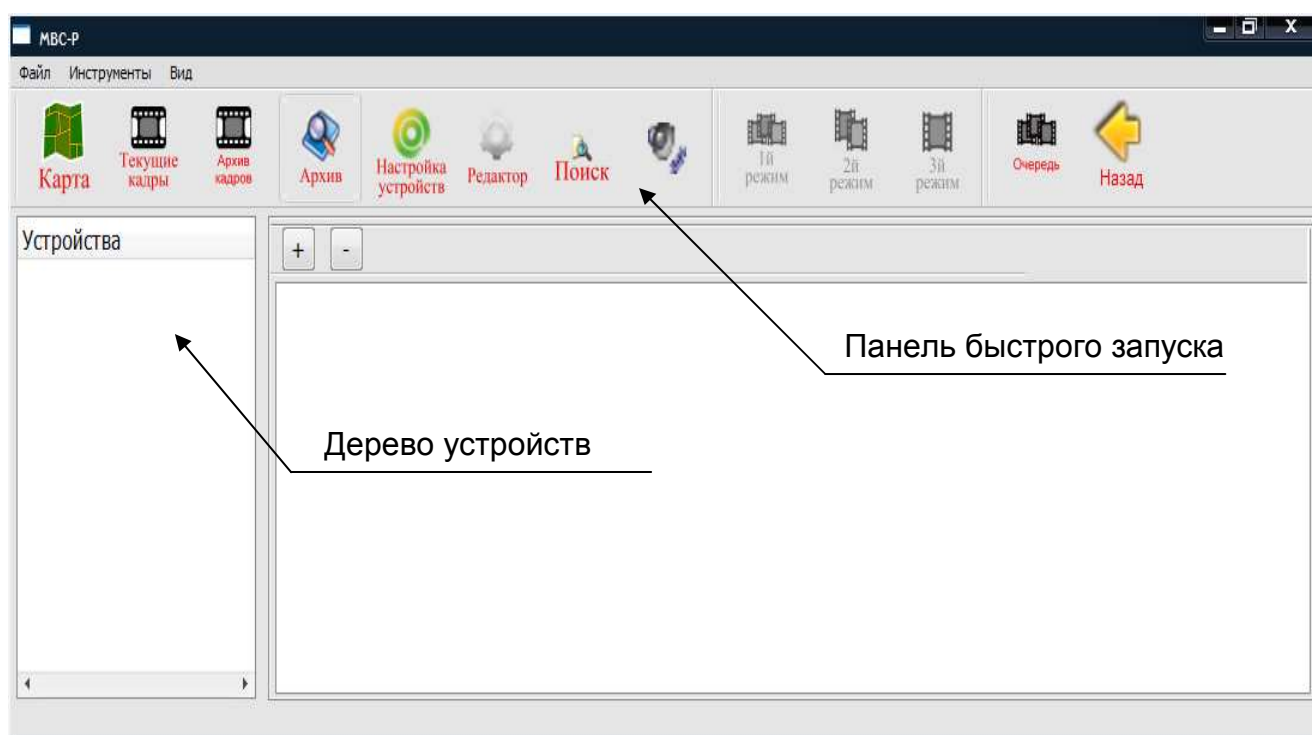 МВС-Р
Файл Инструменты Вид
Карта
Текущие
кадры
Архив
кадров
Архив
Настройка
устройств
Редактор
Поиск
1й
режим
2й
режим
3й
режим
Очередь
Назад
Устройства
+ -
Панель быстрого запуска
Дерево устройств